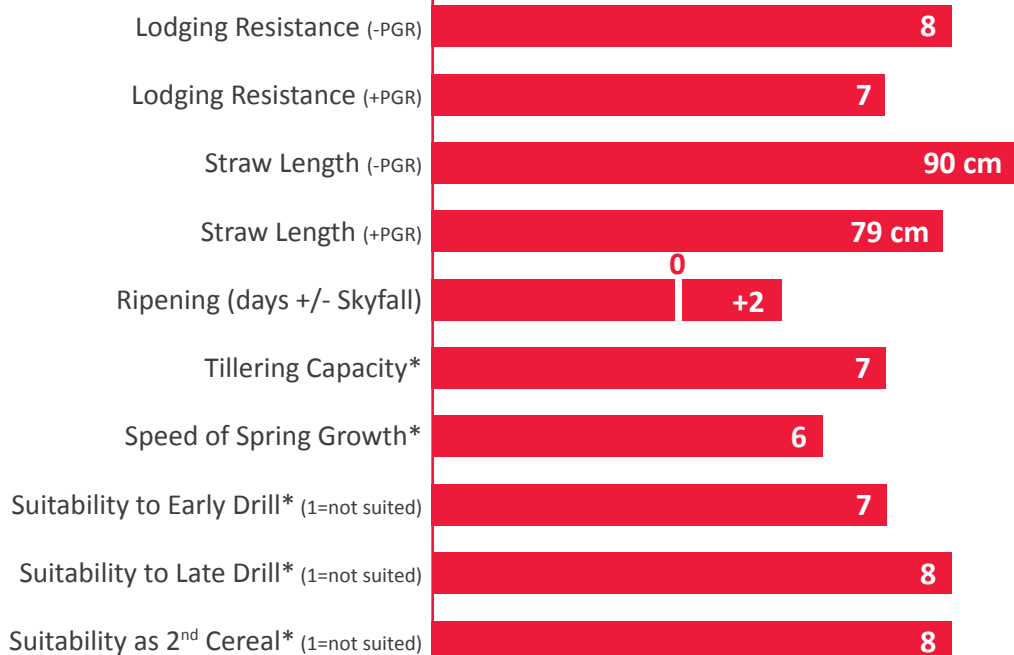 Lodging Resistance (-PGR) 8
Lodging Resistance (+PGR) 7
Straw Length (-PGR) 90 cm
Straw Length (+PGR) 79 cm
0
Ripening (days +/- Skyfall) +2
Tillering Capacity* 7
Speed of Spring Growth* 6
Suitability to Early Drill* (1=not suited) 7
Suitability to Late Drill* (1=not suited) 8
Suitability as 2nd Cereal* (1=not suited) 8